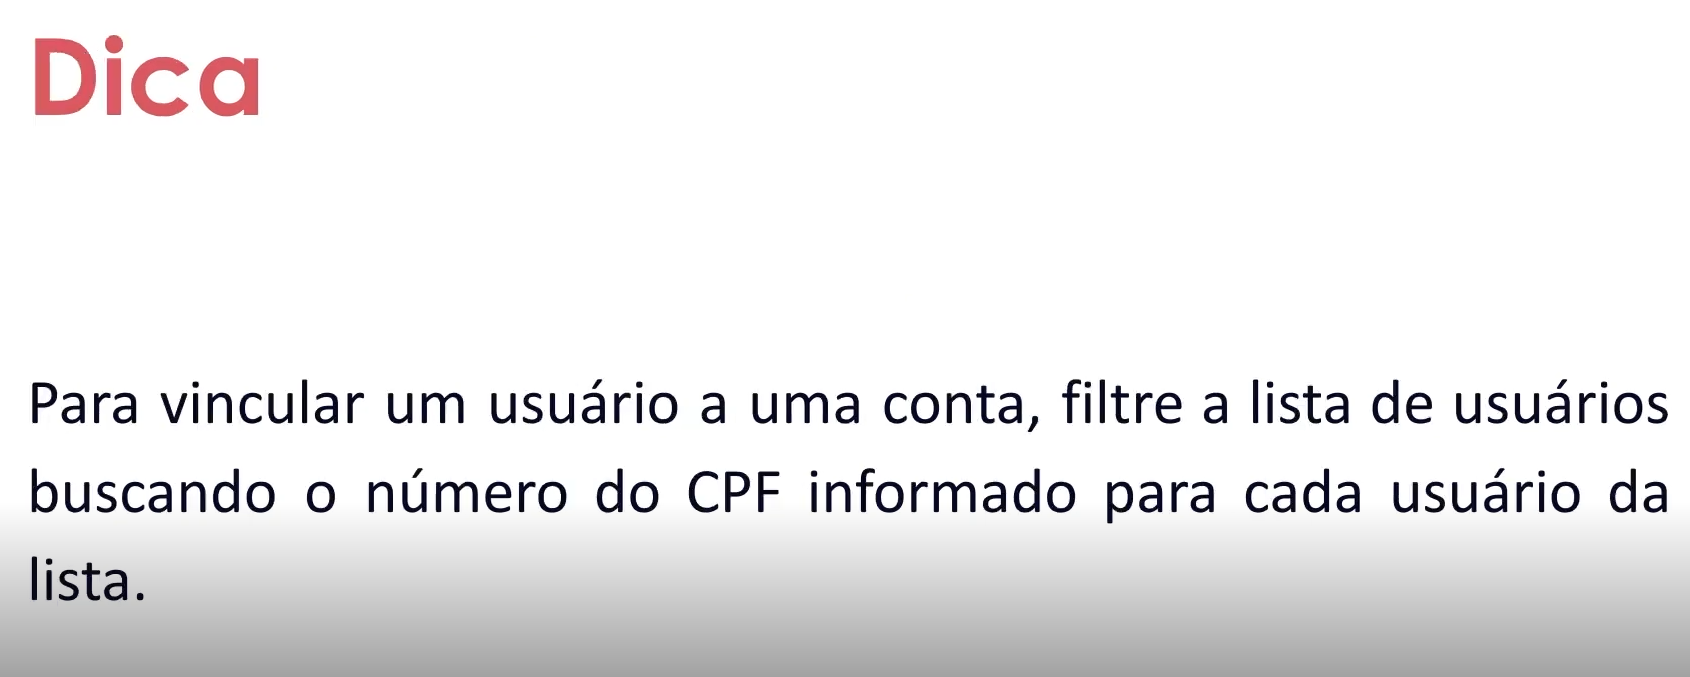 Dica
Para vincular um usuário a uma conta, filtre a lista de usuários
buscando o número do CPF informado para cada usuário da
lista.